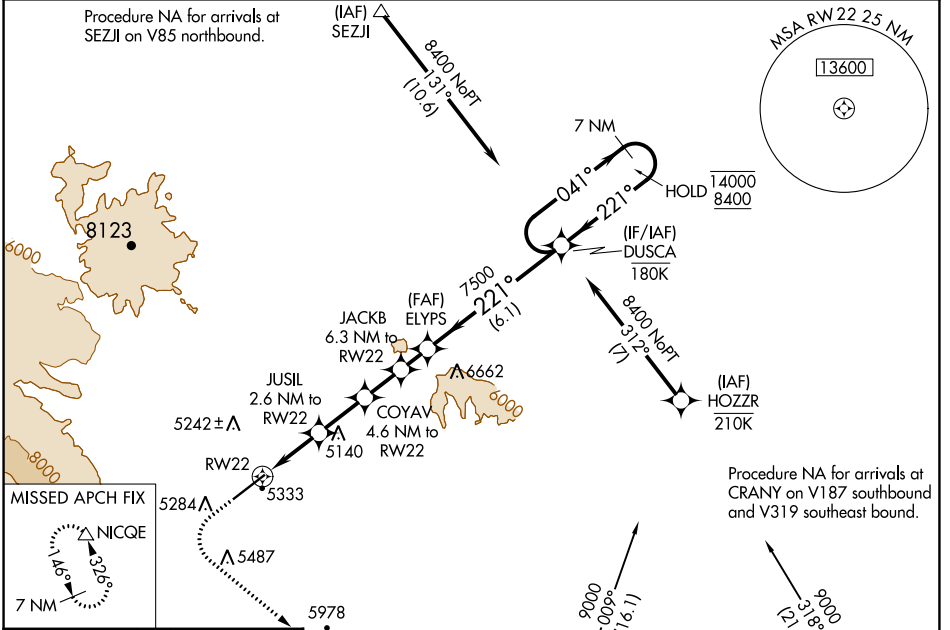 Procedure NA for arrivals at
SEZJI on V85 northbound.
(IAF)
SEZJI
8400 NoPT
131°
(10.6)
MSA RW22 25 NM
13600
7 NM
041°
221°
HOLD
14000
8400
(IF/IAF)
DUSCA
180K
8123
6000
7500
221°
(6.1)
(FAF)
ELYPS
JACKB
6.3 NM to
RW22
8400 NoPT
312°
(7)
6662
6000
(IAF)
HOZZR
210K
JUSIL
2.6 NM to
RW22
COYAV
4.6 NM to
RW22
5242 ±
5140
8000
RW22
5333
5284
Procedure NA for arrivals at
CRANY on V187 southbound
and V319 southeast bound.
MISSED APCH FIX
NICQE
146°
326°
7 NM
5487
5978
9000
009°
16.1)
9000
318°
(21